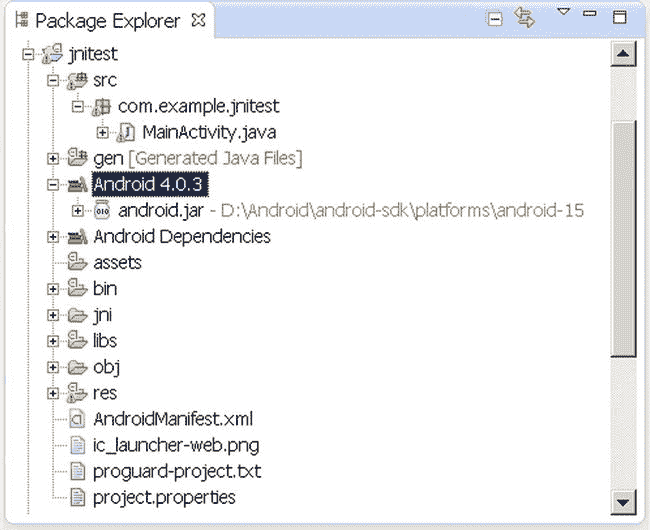 Package Explorer
jnitest
src
com.example.jnitest
MainActivity.java
gen [Generated Java Files]
Android 4.0.3
android.jar - D:\Android\android-sdk\platforms\android-15
Android Dependencies
assets
bin
jni
libs
obj
res
AndroidManifest.xml
ic_launcher-web.png
proguard-project.txt
project.properties